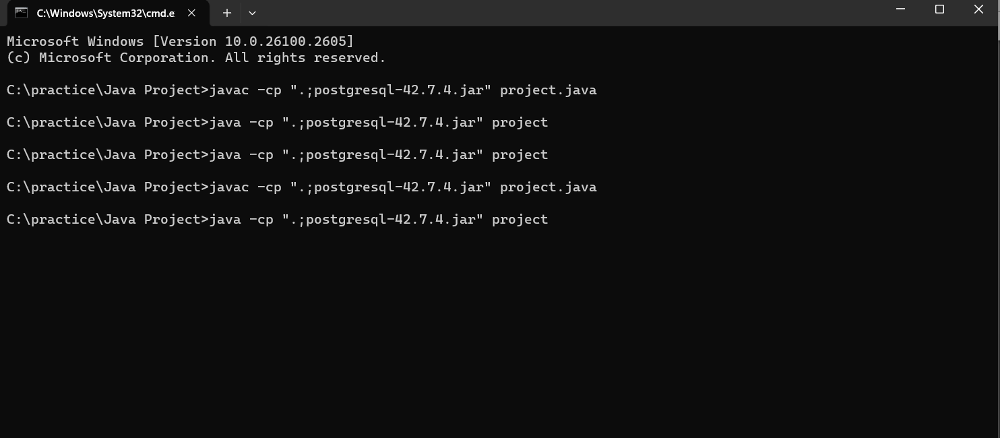 C:\Windows\System32\cmd.e
Microsoft Windows [Version 10.0.26100.2605]
(c) Microsoft Corporation. All rights reserved.
C:\practice\Java Project>javac -cp ".;postgresql-42.7.4.jar" project.java
C:\practice\Java Project>java -cp ".;postgresql-42.7.4.jar" project
C:\practice\Java Project>java -cp ".;postgresql-42.7.4.jar" project
C:\practice\Java Project>javac -cp ".;postgresql-42.7.4.jar" project.java
C:\practice\Java Project>java -cp ".;postgresql-42.7.4.jar" project